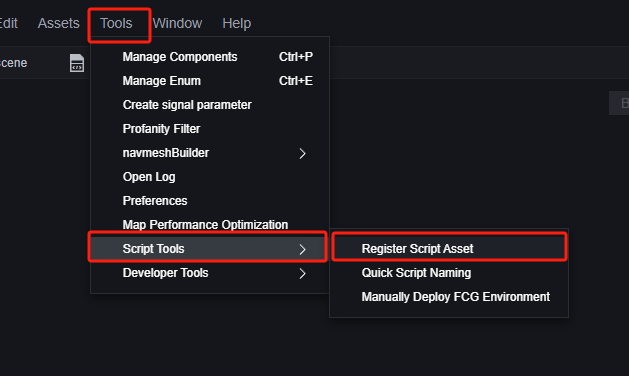 Edit Assets Tools Window Help
scene
Manage Components Ctrl+P
Manage Enum Ctrl+E
Create signal parameter
Profanity Filter
navmeshBuilder
Open Log
Preferences
Map Performance Optimization
Script Tools
Register Script Asset
Developer Tools
Quick Script Naming
Manually Deploy FCG Environment